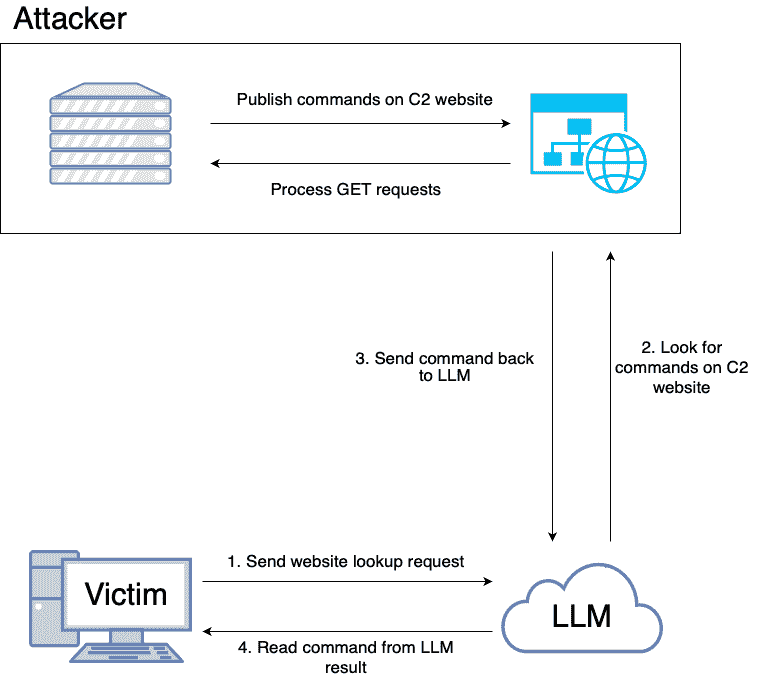 Attacker
Publish commands on C2 website
Process GET requests
3. Send command back
to LLM
2. Look for
commands on C2
website
1. Send website lookup request
Victim
LLM
4. Read command from LLM
result